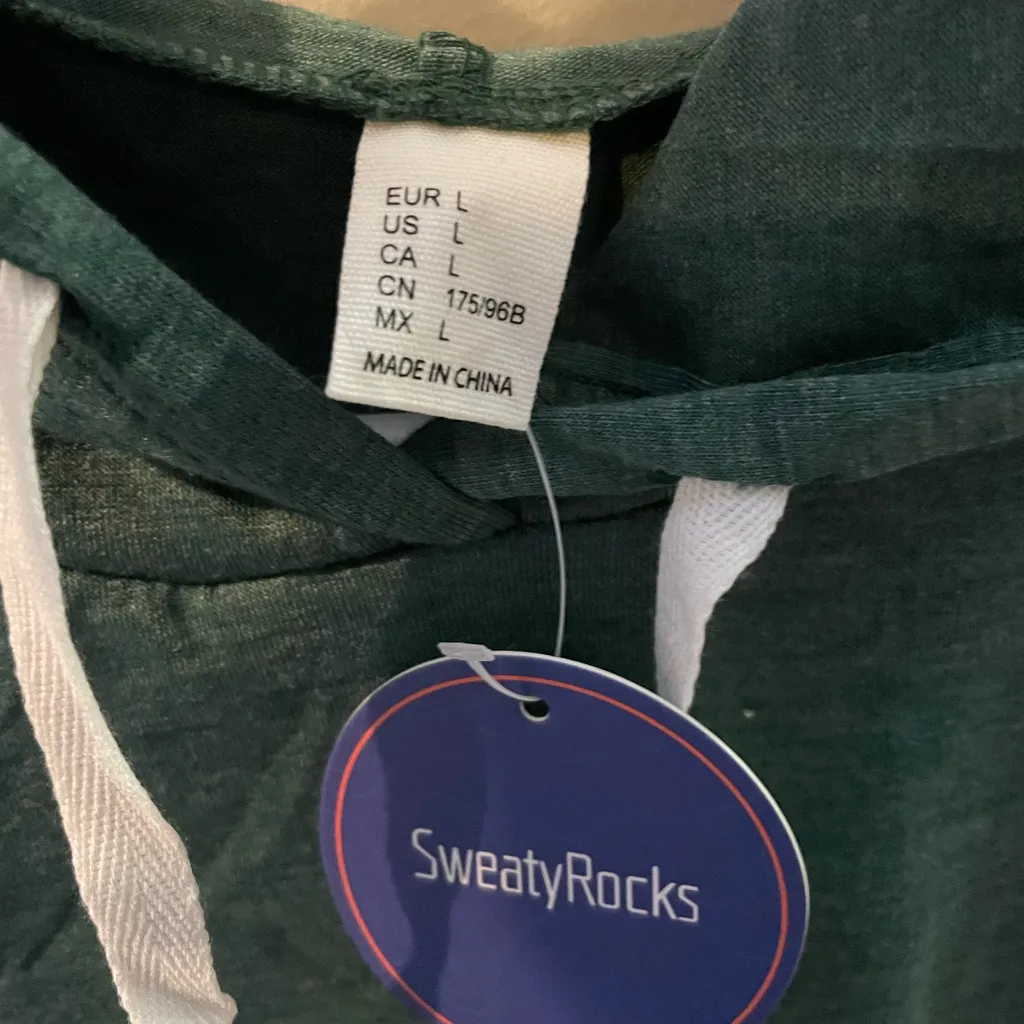 EUR L
US L
CA L
CN 175/96B
MX L
MADE IN CHINA
SweatyRocks